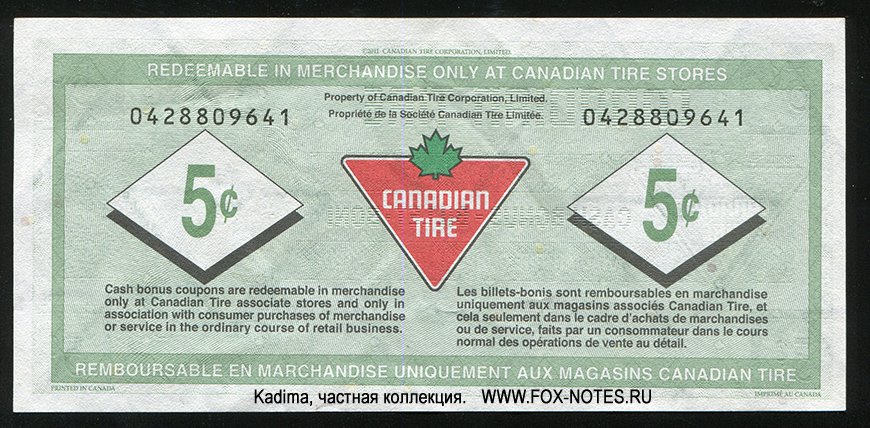 ©2011 CANADIAN TIRE CORPORATION, LIMITED.
REDEEMABLE IN MERCHANDISE ONLY AT CANADIAN TIRE STORES
Property of Canadian Tire Corporation, Limited.
Propriété de la Société Canadian Tire Limitée.
0428809641
0428809641
5¢
CANADIAN
TIRE
5¢
Cash bonus coupons are redeemable in merchandise
only at Canadian Tire associate stores and only in
association with consumer purchases of merchandise
or service in the ordinary course of retail business.
Les billets-bonis sont remboursables en marchandise
uniquement aux magasins associés Canadian Tire, et
cela seulement dans le cadre d'achats de marchandises
ou de service, faits par un consommateur dans le cours
normal des opérations de vente au détail.
REMBOURSABLE EN MARCHANDISE UNIQUEMENT AUX MAGASINS CANADIAN TIRE
PRINTED IN CANADA
IMPRIMÉ AU CANADA
Kadima, частная коллекция. WWW.FOX-NOTES.RU